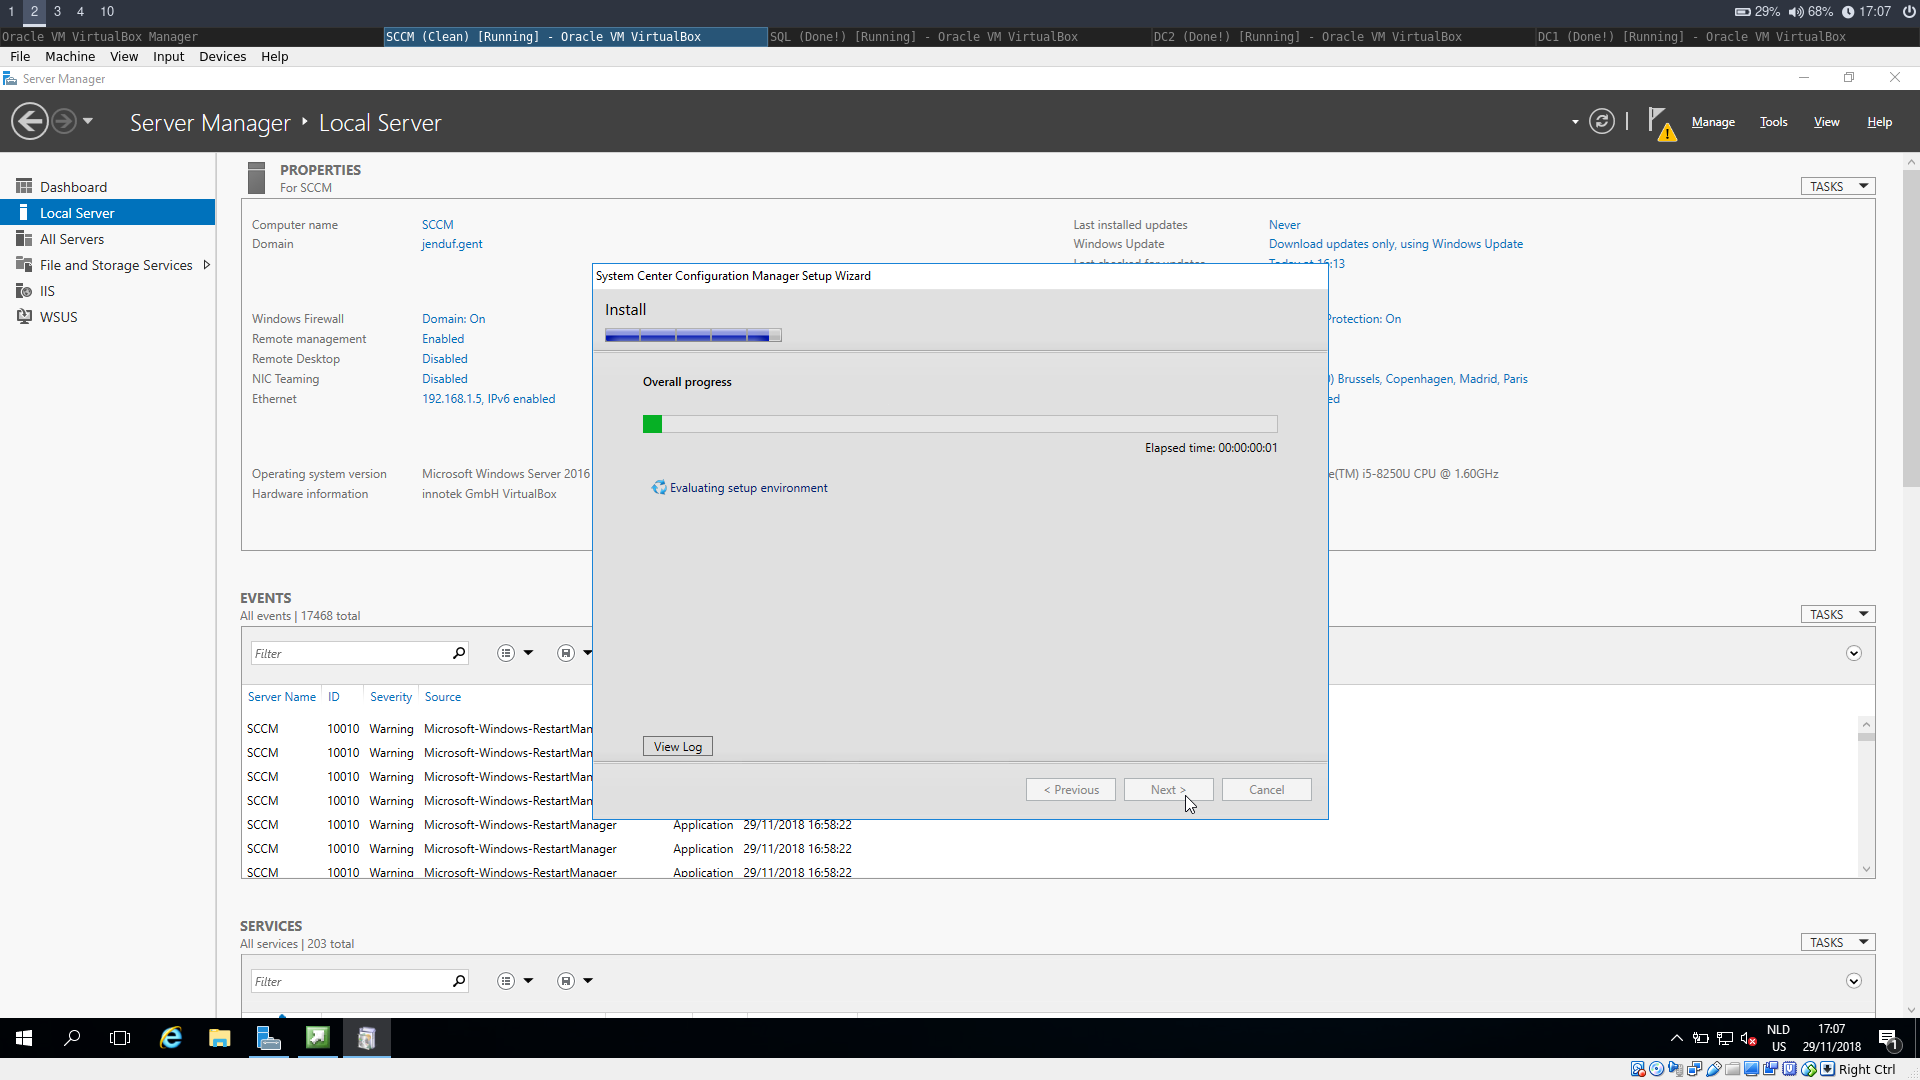 1 2 3 4 10
29% 68% 17:07
Oracle VM VirtualBox Manager
SCCM (Clean) [Running] - Oracle VM VirtualBox
SQL (Done!) [Running] - Oracle VM VirtualBox
DC2 (Done!) [Running] - Oracle VM VirtualBox
DC1 (Done!) [Running] - Oracle VM VirtualBox
File Machine View Input Devices Help
Server Manager
Server Manager ‣ Local Server
Manage Tools View Help
Dashboard
Local Server
All Servers
File and Storage Services
IIS
WSUS
PROPERTIES
For SCCM
TASKS
Computer name SCCM
Domain jenduf.gent
Last installed updates Never
Windows Update Download updates only, using Windows Update
Last checked for updates Today at 16:13
Windows Firewall Domain: On
Remote management Enabled
Remote Desktop Disabled
NIC Teaming Disabled
Ethernet 192.168.1.5, IPv6 enabled
Protection: On
) Brussels, Copenhagen, Madrid, Paris
ed
Operating system version Microsoft Windows Server 2016
Hardware information innotek GmbH VirtualBox
e(TM) i5-8250U CPU @ 1.60GHz
System Center Configuration Manager Setup Wizard
Install
Overall progress
Elapsed time: 00:00:00:01
Evaluating setup environment
View Log
< Previous Next > Cancel
EVENTS
All events | 17468 total
TASKS
Filter
Server Name ID Severity Source
SCCM 10010 Warning Microsoft-Windows-RestartMan
SCCM 10010 Warning Microsoft-Windows-RestartMan
SCCM 10010 Warning Microsoft-Windows-RestartMan
SCCM 10010 Warning Microsoft-Windows-RestartMan
SCCM 10010 Warning Microsoft-Windows-RestartManager Application 29/11/2018 16:58:22
SCCM 10010 Warning Microsoft-Windows-RestartManager Application 29/11/2018 16:58:22
SCCM 10010 Warning Microsoft-Windows-RestartManager Application 29/11/2018 16:58:22
SERVICES
All services | 203 total
TASKS
Filter
NLD
US
17:07
29/11/2018
1
Right Ctrl